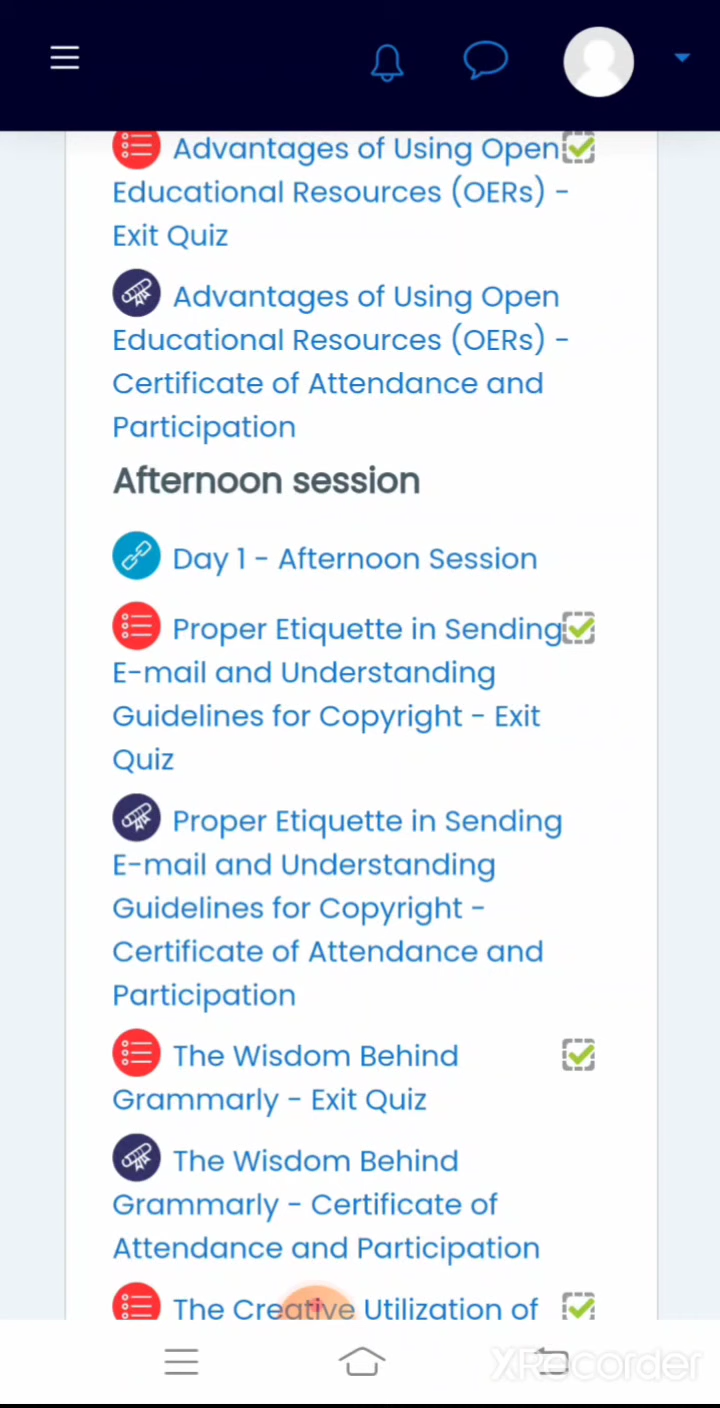 Advantages of Using Open
Educational Resources (OERs) -
Exit Quiz
Advantages of Using Open
Educational Resources (OERs) -
Certificate of Attendance and
Participation
Afternoon session
Day 1 - Afternoon Session
Proper Etiquette in Sending
E-mail and Understanding
Guidelines for Copyright - Exit
Quiz
Proper Etiquette in Sending
E-mail and Understanding
Guidelines for Copyright -
Certificate of Attendance and
Participation
The Wisdom Behind
Grammarly - Exit Quiz
The Wisdom Behind
Grammarly - Certificate of
Attendance and Participation
The Creative Utilization of
XRecorder